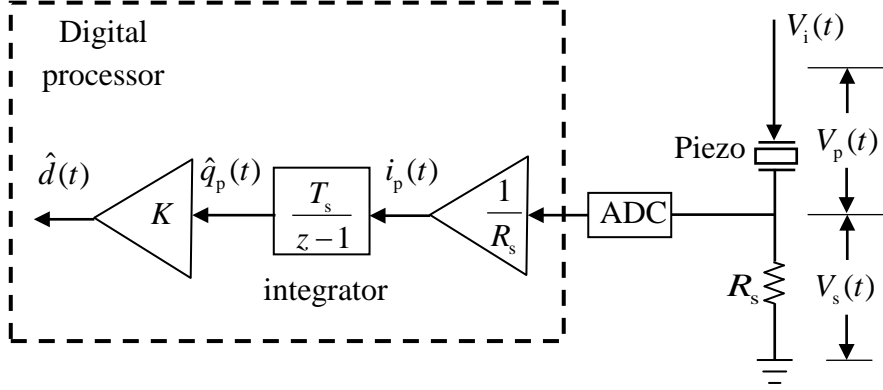 Digital
processor
V_i(t)
Piezo
V_p(t)
d̂(t)
K
q̂_p(t)
T_s
z − 1
integrator
i_p(t)
1
R_s
ADC
R_s
V_s(t)